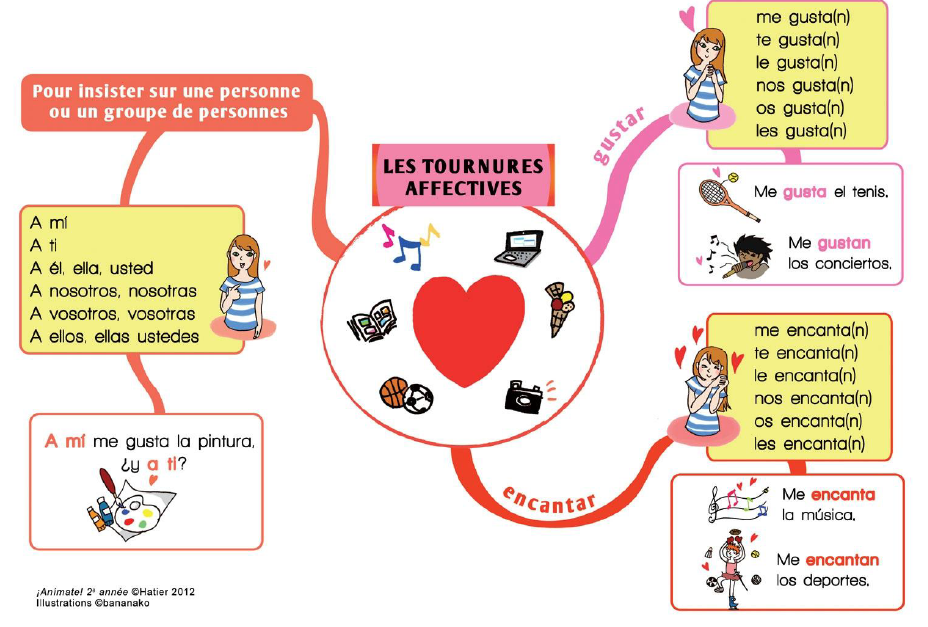 LES TOURNURES
AFFECTIVES
Pour insister sur une personne
ou un groupe de personnes
A mí
A ti
A él, ella, usted
A nosotros, nosotras
A vosotros, vosotras
A ellos, ellas ustedes
A mí me gusta la pintura,
¿y a ti?
gustar
me gusta(n)
te gusta(n)
le gusta(n)
nos gusta(n)
os gusta(n)
les gusta(n)
Me gusta el tenis.
Me gustan
los conciertos.
encantar
me encanta(n)
te encanta(n)
le encanta(n)
nos encanta(n)
os encanta(n)
les encanta(n)
Me encanta
la música.
Me encantan
los deportes.
¡Animate! 2e année ©Hatier 2012
Illustrations ©bananako